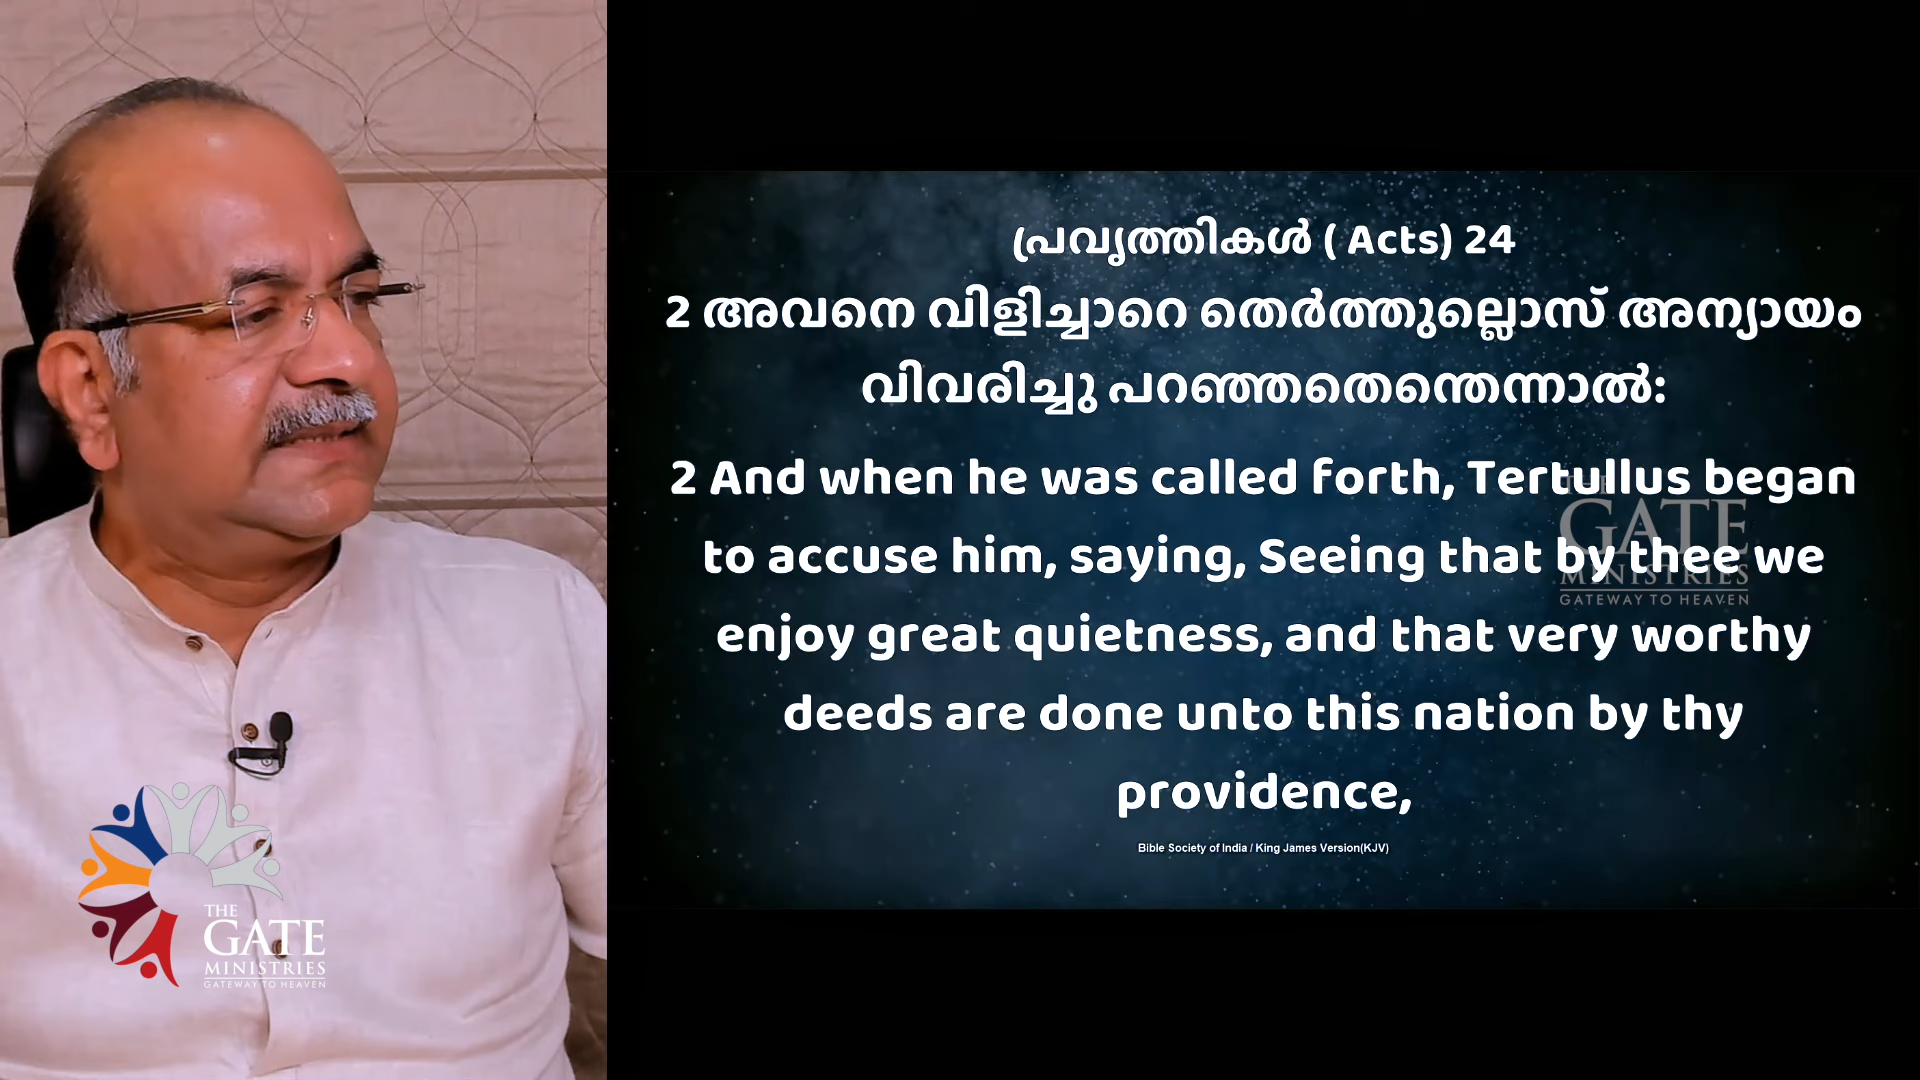 പ്രവൃത്തികൾ ( Acts) 24
2 അവനെ വിളിച്ചാറെ തെർത്തുല്ലൊസ് അന്യായം
വിവരിച്ചു പറഞ്ഞതെന്തെന്നാൽ:
2 And when he was called forth, Tertullus began
to accuse him, saying, Seeing that by thee we
enjoy great quietness, and that very worthy
deeds are done unto this nation by thy
providence,
Bible Society of India / King James Version(KJV)
THE
GATE
MINISTRIES
GATEWAY TO HEAVEN
THE
GATE
MINISTRIES
GATEWAY TO HEAVEN